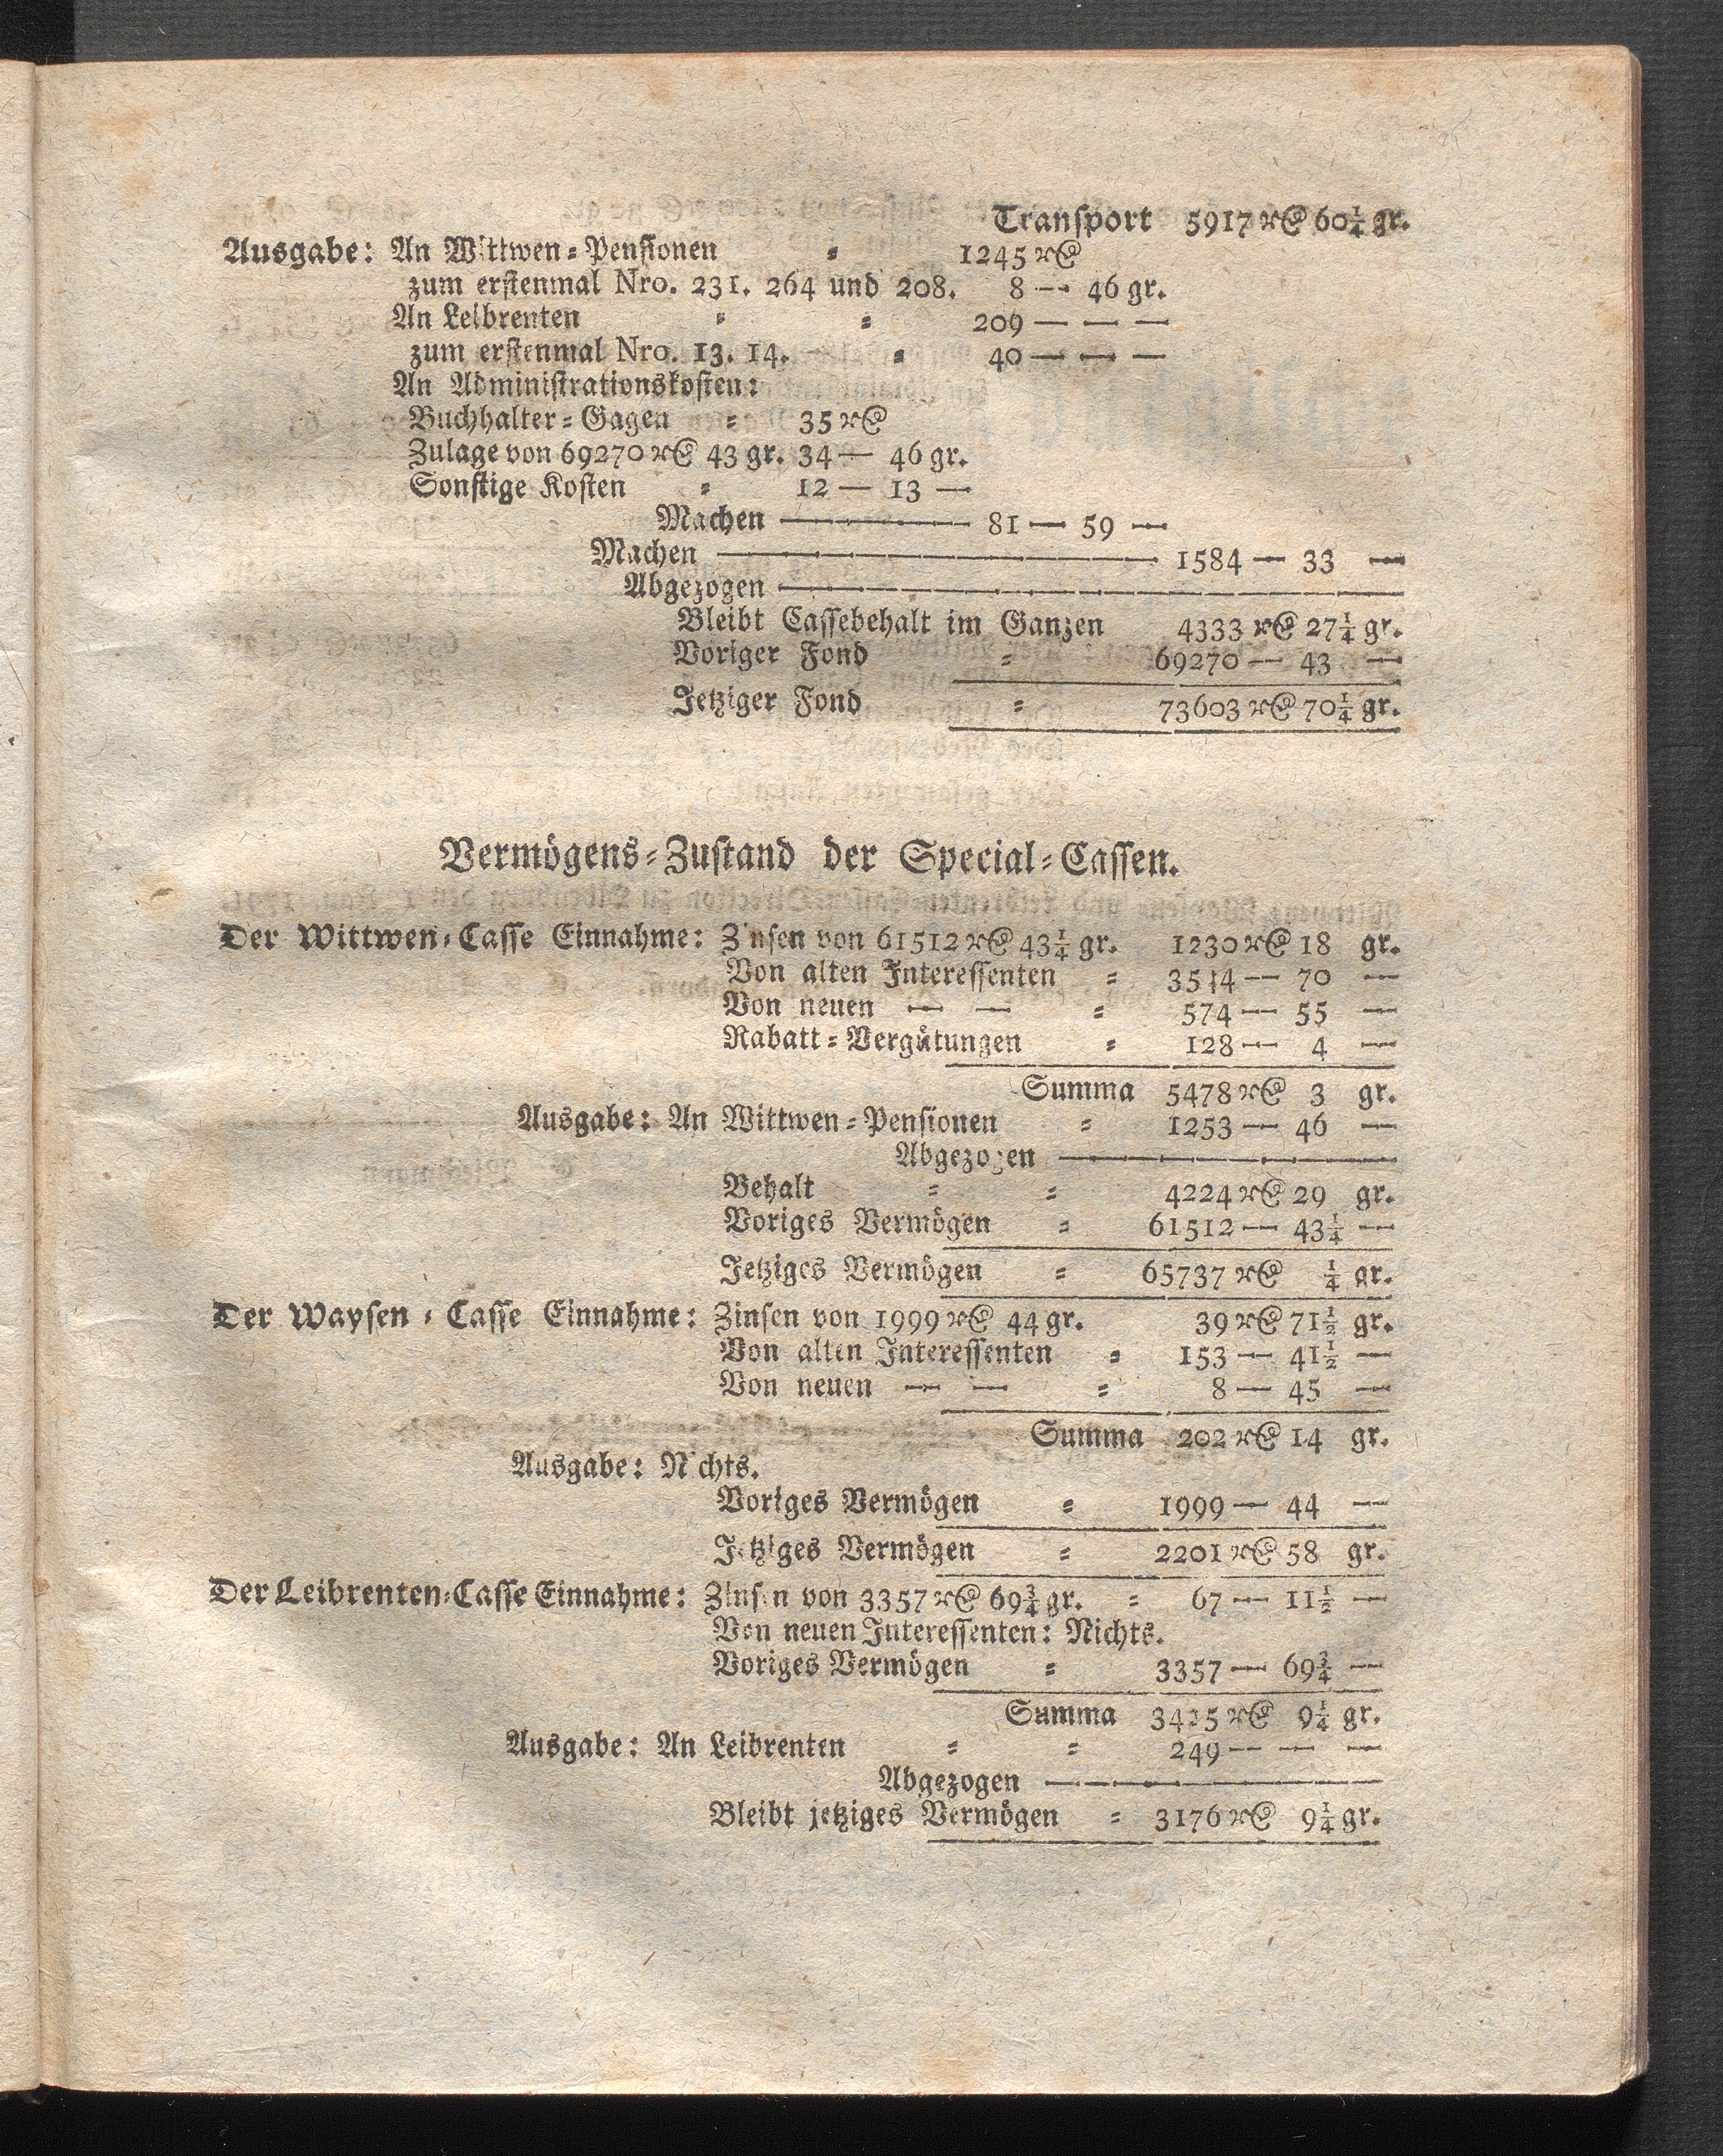 Transport 5917 r€ 60¼ gr.
Ausgabe: An Wittwen=Pensionen = 1245 r€
zum erstenmal Nro. 231. 264 und 208. 8 — 46 gr.
An Leibrenten = = 209 — — —
zum erstenmal Nro. 13. 14. = 40 — — —
An Administrationskosten:
Buchhalter=Gagen = 35 r€
Zulage von 69270 r€ 43 gr. 34 — 46 gr.
Sonstige Kosten = 12 — 13 —
Machen — 81 — 59 —
Machen — 1584 — 33 —
Abgezogen —
Bleibt Cassebehalt im Ganzen 4333 r€ 27¼ gr.
Voriger Fond = 69270 — 43 —
Jetziger Fond = 73603 r€ 70¼ gr.
Vermögens=Zustand der Special=Cassen.
Der Wittwen=Casse Einnahme: Zinsen von 61512 r€ 43¼ gr. 1230 r€ 18 gr.
Von alten Interessenten = 3544 — 70 —
Von neuen — — = 574 — 55 —
Rabatt=Vergütungen = 128 — 4 —
Summa 5478 r€ 3 gr.
Ausgabe: An Wittwen=Pensionen = 1253 — 46 —
Abgezogen —
Behalt = = 4224 r€ 29 gr.
Voriges Vermögen = 61512 — 43¼ —
Jetziges Vermögen = 65737 r€ ¼ gr.
Der Waysen=Casse Einnahme: Zinsen von 1999 r€ 44 gr. 39 r€ 71½ gr.
Von alten Interessenten = 153 — 41½ —
Von neuen — — = 8 — 45 —
Summa 202 r€ 14 gr.
Ausgabe: Nichts.
Voriges Vermögen = 1999 — 44 —
Jetziges Vermögen = 2201 r€ 58 gr.
Der Leibrenten=Casse Einnahme: Zinsen von 3357 r€ 69¾ gr. = 67 — 11½ —
Von neuen Interessenten: Nichts.
Voriges Vermögen = 3357 — 69¾ —
Summa 3425 r€ 9¼ gr.
Ausgabe: An Leibrenten = = 249 — — —
Abgezogen —
Bleibt jetziges Vermögen = 3176 r€ 9¼ gr.